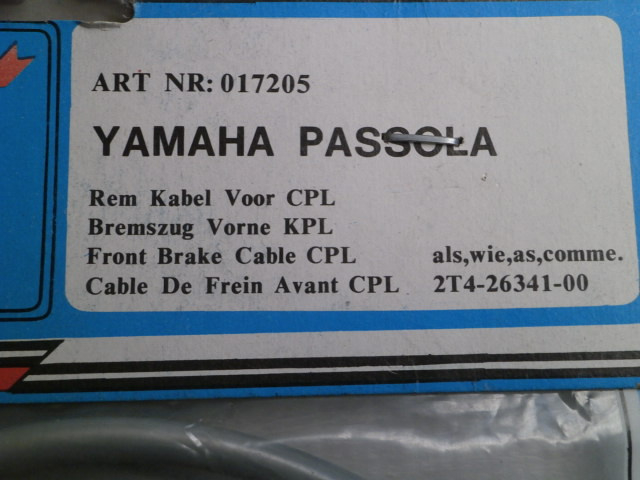 ART NR: 017205
YAMAHA PASSOLA
Rem Kabel Voor CPL
Bremszug Vorne KPL
Front Brake Cable CPL als,wie,as,comme.
Cable De Frein Avant CPL 2T4-26341-00